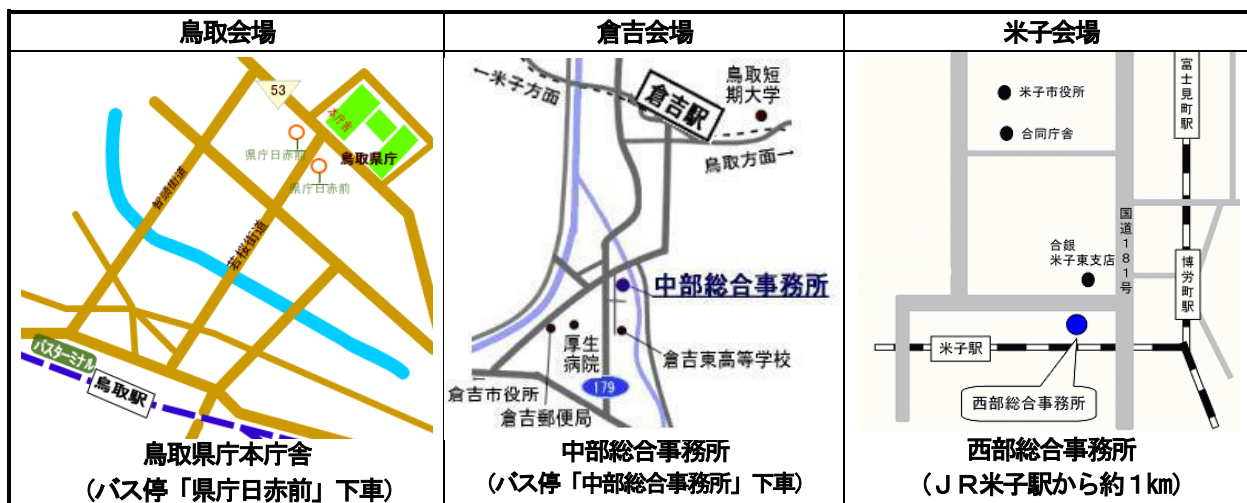 鳥取会場
53
本庁舎
県庁日赤前
鳥取県庁
県庁日赤前
智頭街道
若桜街道
バスターミナル
鳥取駅
鳥取県庁本庁舎
(バス停「県庁日赤前」下車)
倉吉会場
←米子方面
倉吉駅
鳥取短
期大学
鳥取方面→
中部総合事務所
厚生
病院
倉吉東高等学校
179
←
倉吉市役所
倉吉郵便局
中部総合事務所
(バス停「中部総合事務所」下車)
米子会場
富士見町駅
米子市役所
合同庁舎
国道181号
合銀
米子東支店
博労町駅
米子駅
西部総合事務所
西部総合事務所
(JR米子駅から約1km)